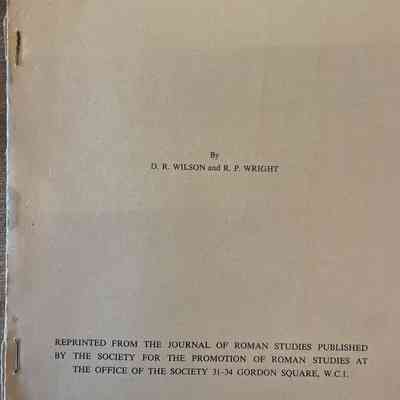 By
D. R. WILSON and R. P. WRIGHT
REPRINTED FROM THE JOURNAL OF ROMAN STUDIES PUBLISHED
BY THE SOCIETY FOR THE PROMOTION OF ROMAN STUDIES AT
THE OFFICE OF THE SOCIETY 31-34 GORDON SQUARE, W.C.1.